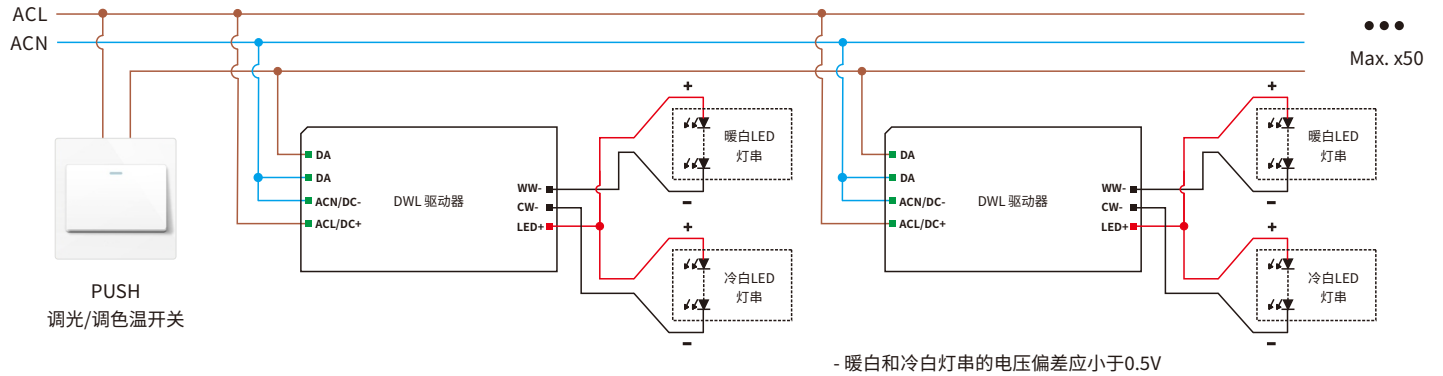 ACL
ACN
•••
Max. x50
PUSH
调光/调色温开关
DA
DA
ACN/DC-
ACL/DC+
DWL 驱动器
WW-
CW-
LED+
+
暖白LED
灯串
-
+
冷白LED
灯串
-
DA
DA
ACN/DC-
ACL/DC+
DWL 驱动器
WW-
CW-
LED+
+
暖白LED
灯串
-
+
冷白LED
灯串
-
- 暖白和冷白灯串的电压偏差应小于0.5V